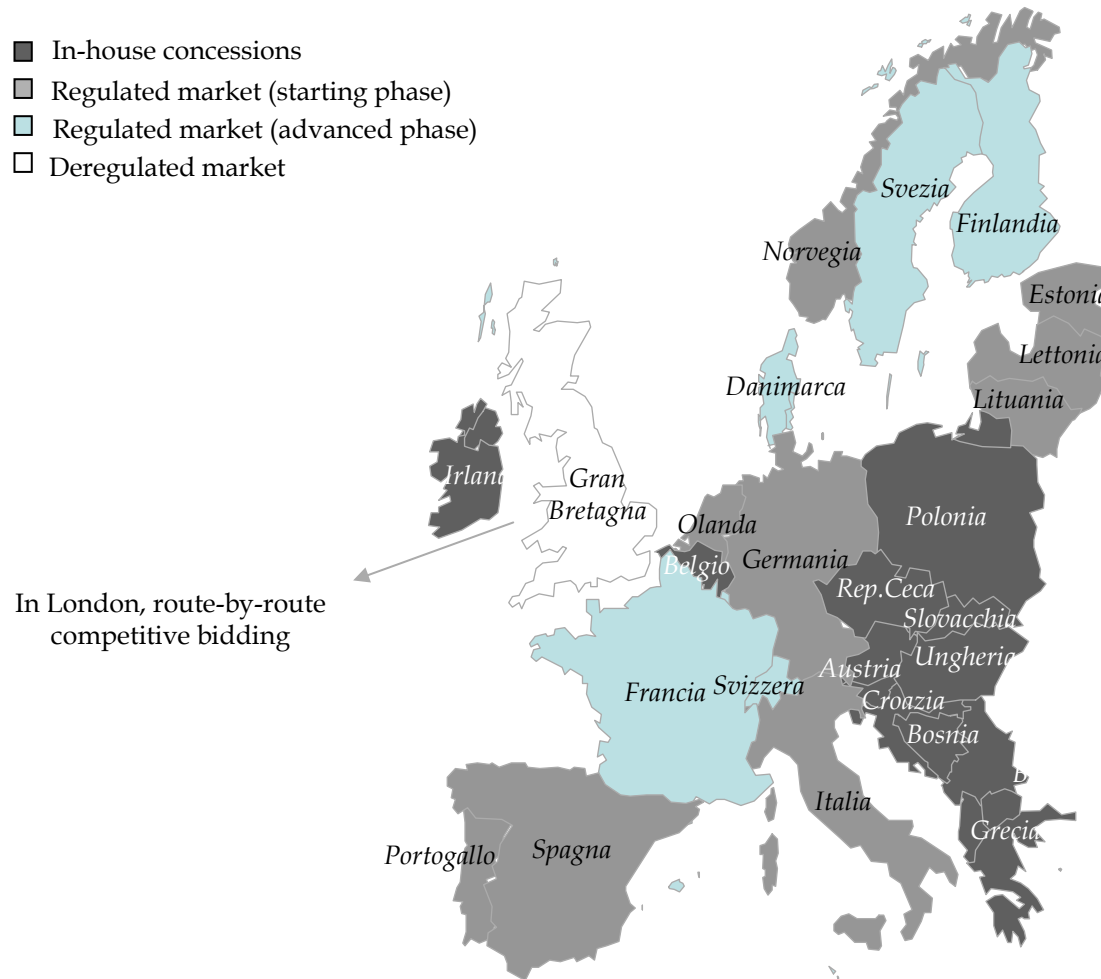 In-house concessions
Regulated market (starting phase)
Regulated market (advanced phase)
Deregulated market
Svezia
Finlandia
Norvegia
Estonia
Lettonia
Danimarca
Lituania
Irlan
Gran
Bretagna
Olanda
Polonia
Belgio
Germania
Rep.Ceca
In London, route-by-route
competitive bidding
Slovacchia
Ungheria
Austria
Francia
Svizzera
Croazia
Bosnia
Italia
Grecia
Portogallo
Spagna